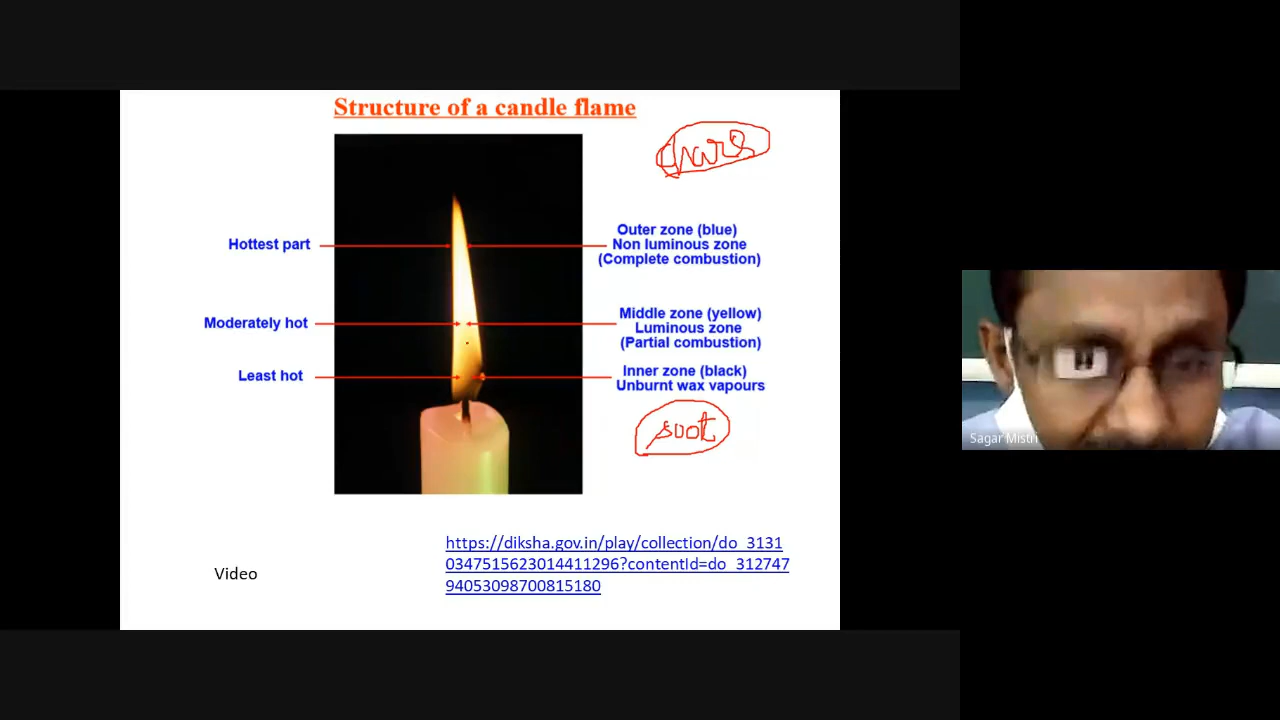 Structure of a candle flame
Hottest part
Outer zone (blue)
Non luminous zone
(Complete combustion)
Moderately hot
Middle zone (yellow)
Luminous zone
(Partial combustion)
Least hot
Inner zone (black)
Unburnt wax vapours
soot
https://diksha.gov.in/play/collection/do_3131
0347515623014411296?contentId=do_312747
94053098700815180
Video
Sagar Mistri